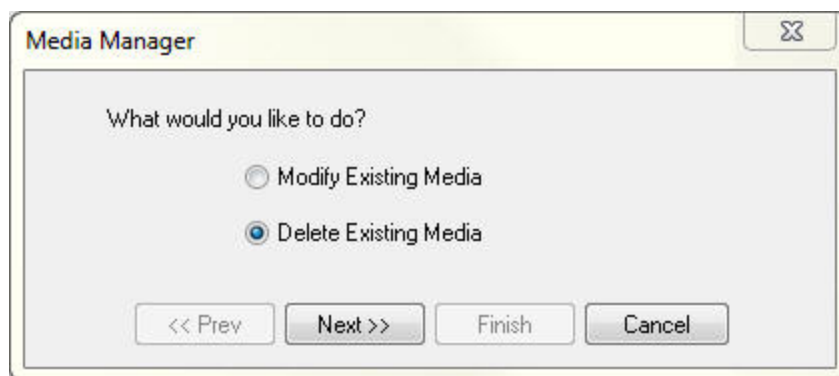 Media Manager
What would you like to do?
Modify Existing Media
Delete Existing Media
<< Prev Next >> Finish Cancel